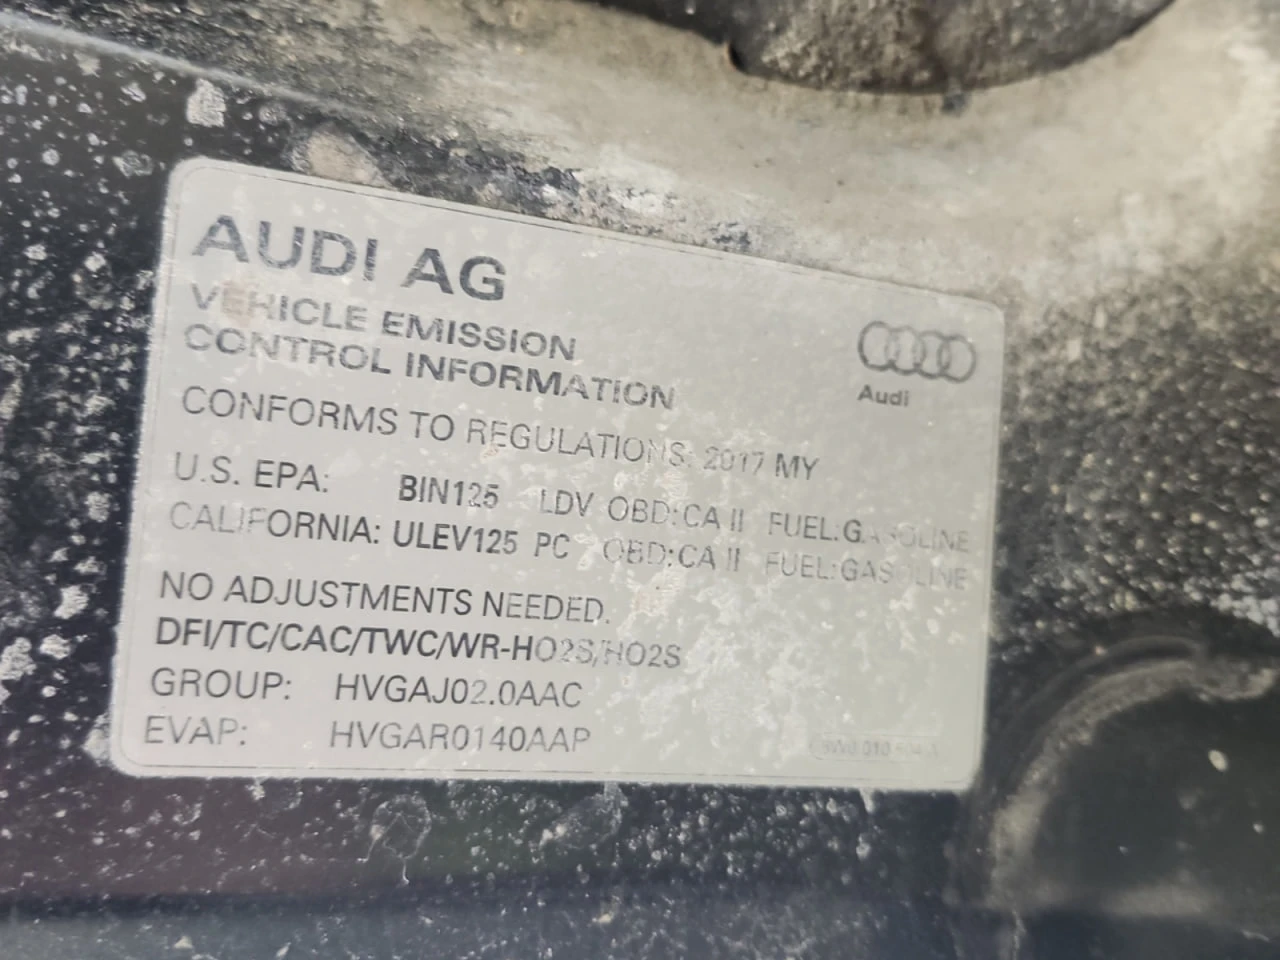 AUDI AG
VEHICLE EMISSION
CONTROL INFORMATION
Audi
CONFORMS TO REGULATIONS: 2017 MY
U.S. EPA: BIN125 LDV OBD:CA II FUEL:GASOLINE
CALIFORNIA: ULEV125 PC OBD:CA II FUEL:GASOLINE
NO ADJUSTMENTS NEEDED.
DFI/TC/CAC/TWC/WR-HO2S/HO2S
GROUP: HVGAJ02.0AAC
EVAP: HVGAR0140AAP